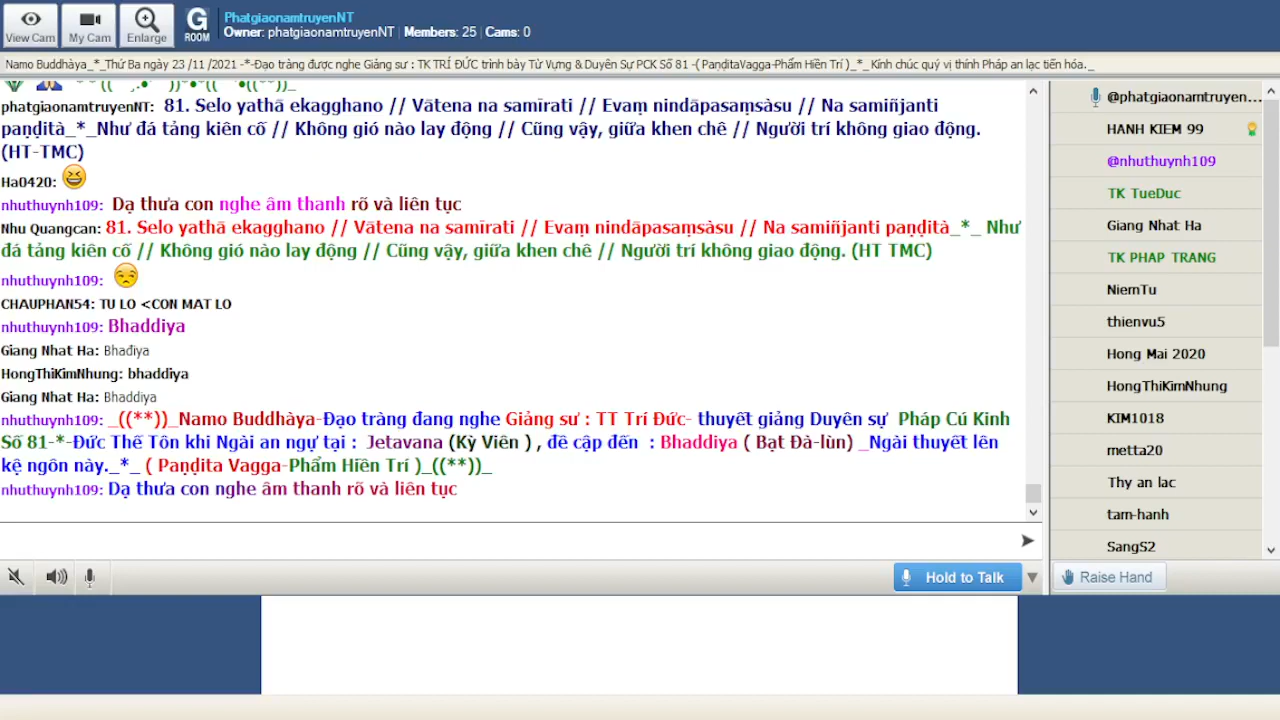 View Cam
My Cam
Enlarge
G
ROOM
PhatgiaonamtruyenNT
Owner: phatgiaonamtruyenNT | Members: 25 | Cams: 0
Namo Buddhàya_*_Thứ Ba ngày 23 /11 /2021 -*-Đạo tràng được nghe Giảng sư : TK TRÍ ĐỨC trình bày Từ Vựng & Duyên Sự PCK Số 81 -( PaṇḍitaVagga-Phẩm Hiền Trí )_*_ Kính chúc quý vị thính Pháp an lạc tiến hóa._
phatgiaonamtruyenNT: 81. Selo yathā ekagghano // Vātena na samīrati // Evaṃ nindāpasaṃsàsu // Na samiñjanti
paṇḍità_*_Như đá tảng kiên cố // Không gió nào lay động // Cũng vậy, giữa khen chê // Người trí không giao động.
(HT-TMC)
Ha0420:
nhuthuynh109: Dạ thưa con nghe âm thanh rõ và liên tục
Nhu Quangcan: 81. Selo yathā ekagghano // Vātena na samīrati // Evaṃ nindāpasaṃsàsu // Na samiñjanti paṇḍità_*_ Như
đá tảng kiên cố // Không gió nào lay động // Cũng vậy, giữa khen chê // Người trí không giao động. (HT TMC)
nhuthuynh109:
CHAUPHAN54: TU LO <CON MAT LO
nhuthuynh109: Bhaddiya
Giang Nhat Ha: Bhađiya
HongThiKimNhung: bhaddiya
Giang Nhat Ha: Bhaddiya
nhuthuynh109: _((**))_Namo Buddhàya-Đạo tràng đang nghe Giảng sư : TT Trí Đức- thuyết giảng Duyên sự Pháp Cú Kinh
Số 81-*-Đức Thế Tôn khi Ngài an ngự tại : Jetavana (Kỳ Viên ) , đề cập đến : Bhaddiya ( Bạt Đà-lùn) _Ngài thuyết lên
kệ ngôn này._*_ ( Paṇḍita Vagga-Phẩm Hiền Trí )_((**))_
nhuthuynh109: Dạ thưa con nghe âm thanh rõ và liên tục
Hold to Talk
@phatgiaonamtruyen...
HANH KIEM 99
@nhuthuynh109
TK TueDuc
Giang Nhat Ha
TK PHAP TRANG
NiemTu
thienvu5
Hong Mai 2020
HongThiKimNhung
KIM1018
metta20
Thy an lac
tam-hanh
SangS2
Raise Hand